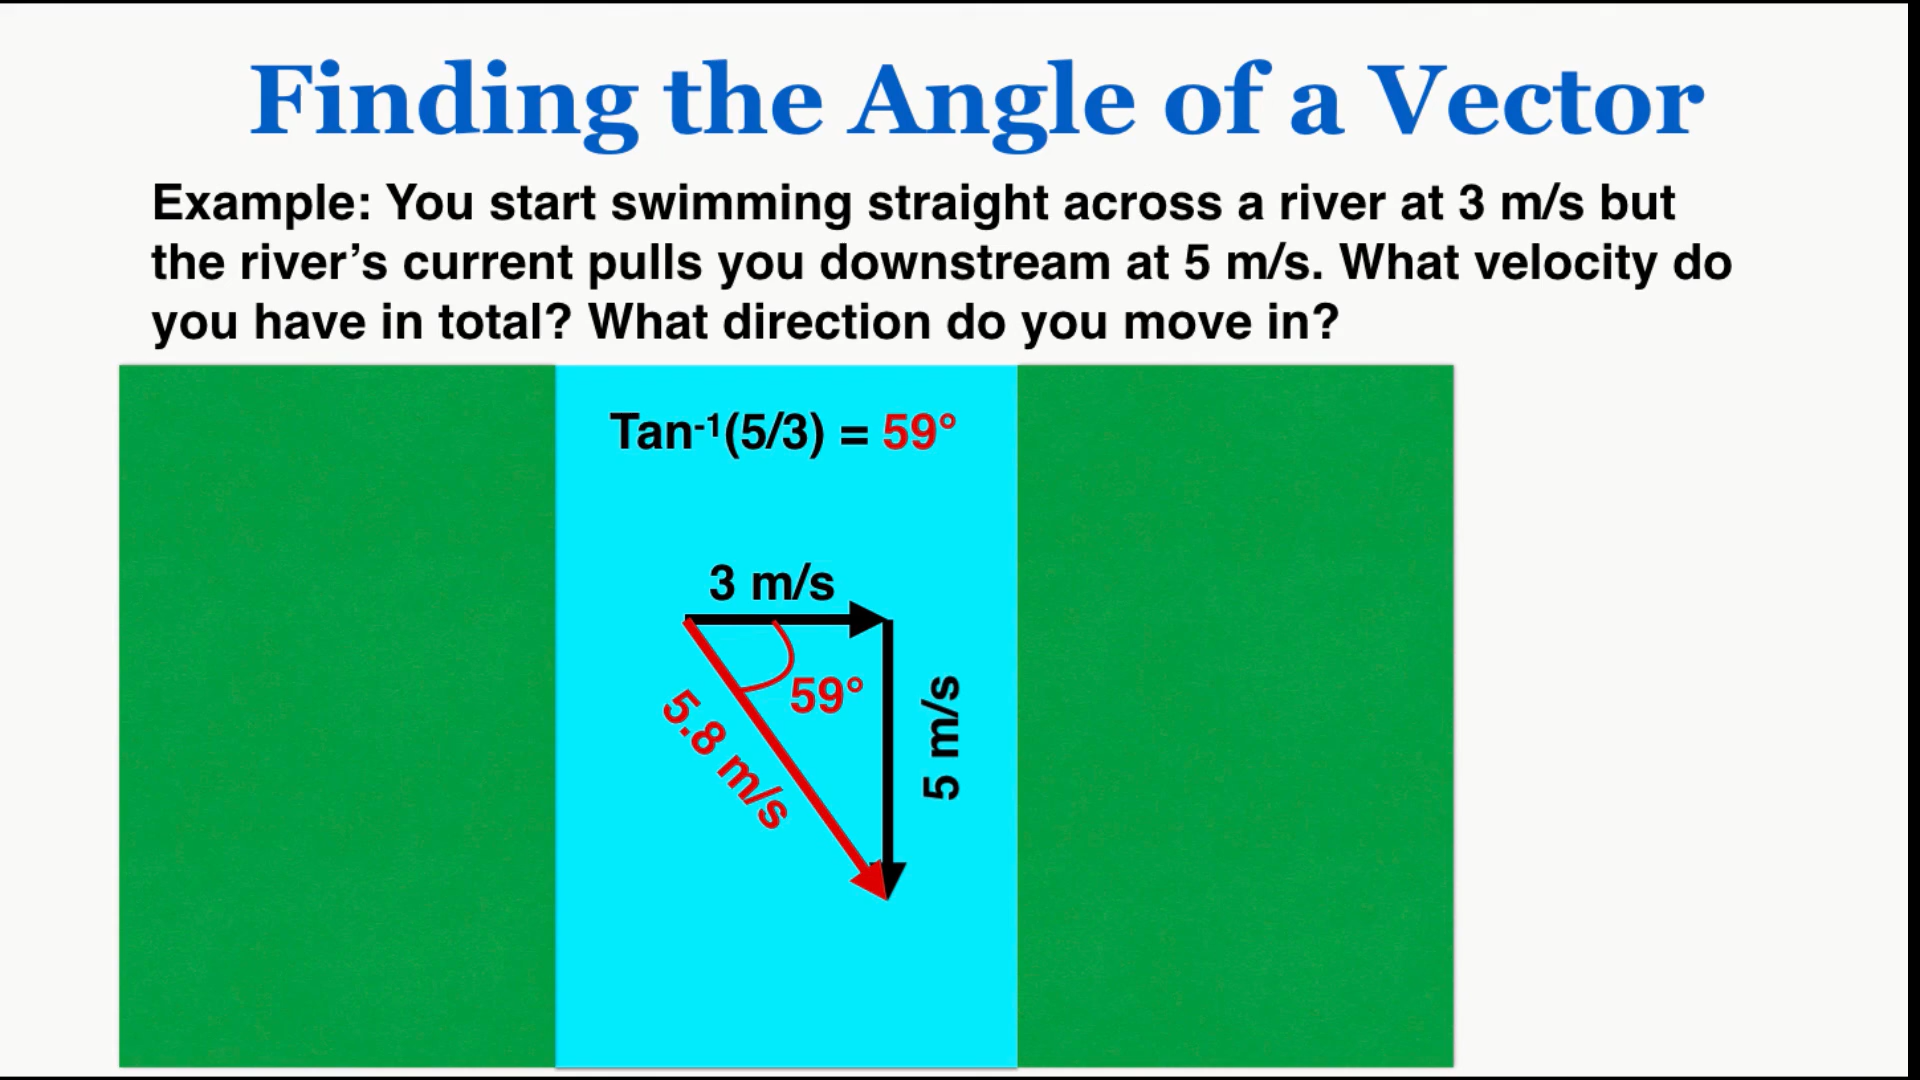 Finding the Angle of a Vector
Example: You start swimming straight across a river at 3 m/s but
the river’s current pulls you downstream at 5 m/s. What velocity do
you have in total? What direction do you move in?
Tan⁻¹(5/3) = 59°
3 m/s
59°
5.8 m/s
5 m/s